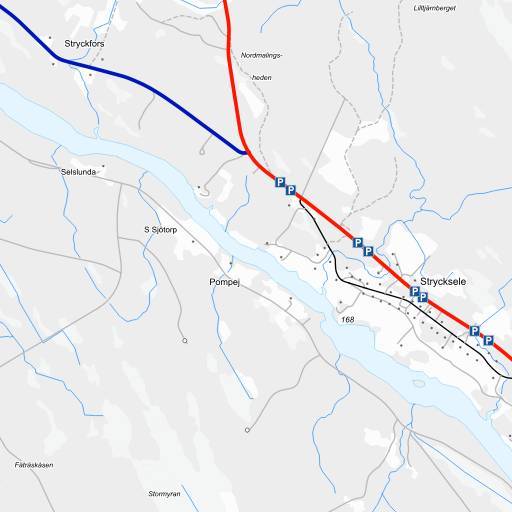 Lilltjärnberget
Stryckfors
Nordmalings-
heden
Selslunda
P
P
S Sjötorp
P
P
Pompej
Strycksele
P
P
168
P
P
Fäträskåsen
Stormyran